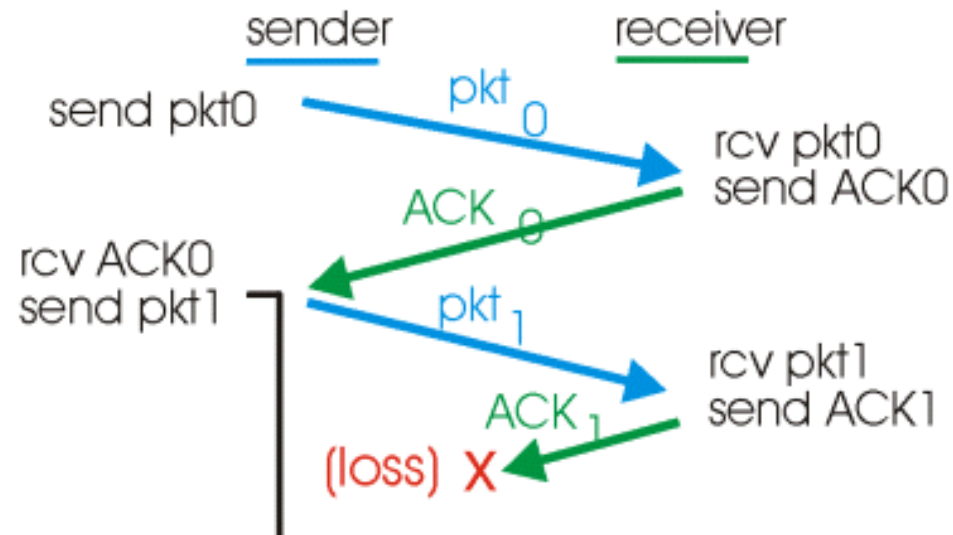 sender
receiver
send pkt0
pkt 0
rcv pkt0
send ACK0
ACK 0
rcv ACK0
send pkt1
pkt 1
rcv pkt1
send ACK1
ACK 1
(loss) X